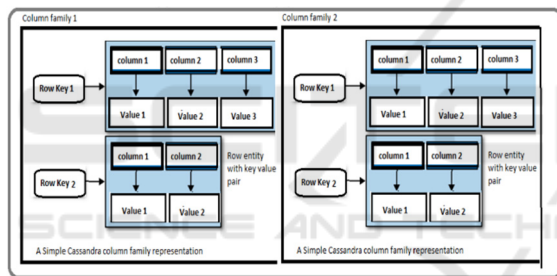 Column family 1
column 1 column 2 column 3
Row Key 1
Value 1 Value 2 Value 3
column 1 column 2
Row entity
with key value
pair
Row Key 2
Value 1 Value 2
A Simple Cassandra column family representation
Column family 2
column 1 column 2 column 3
Row Key 1
Value 1 Value 2 Value 3
column 1 column 2
Row entity
with key value
pair
Row Key 2
Value 1 Value 2
A Simple Cassandra column family representation
SCIENCE AND TECH